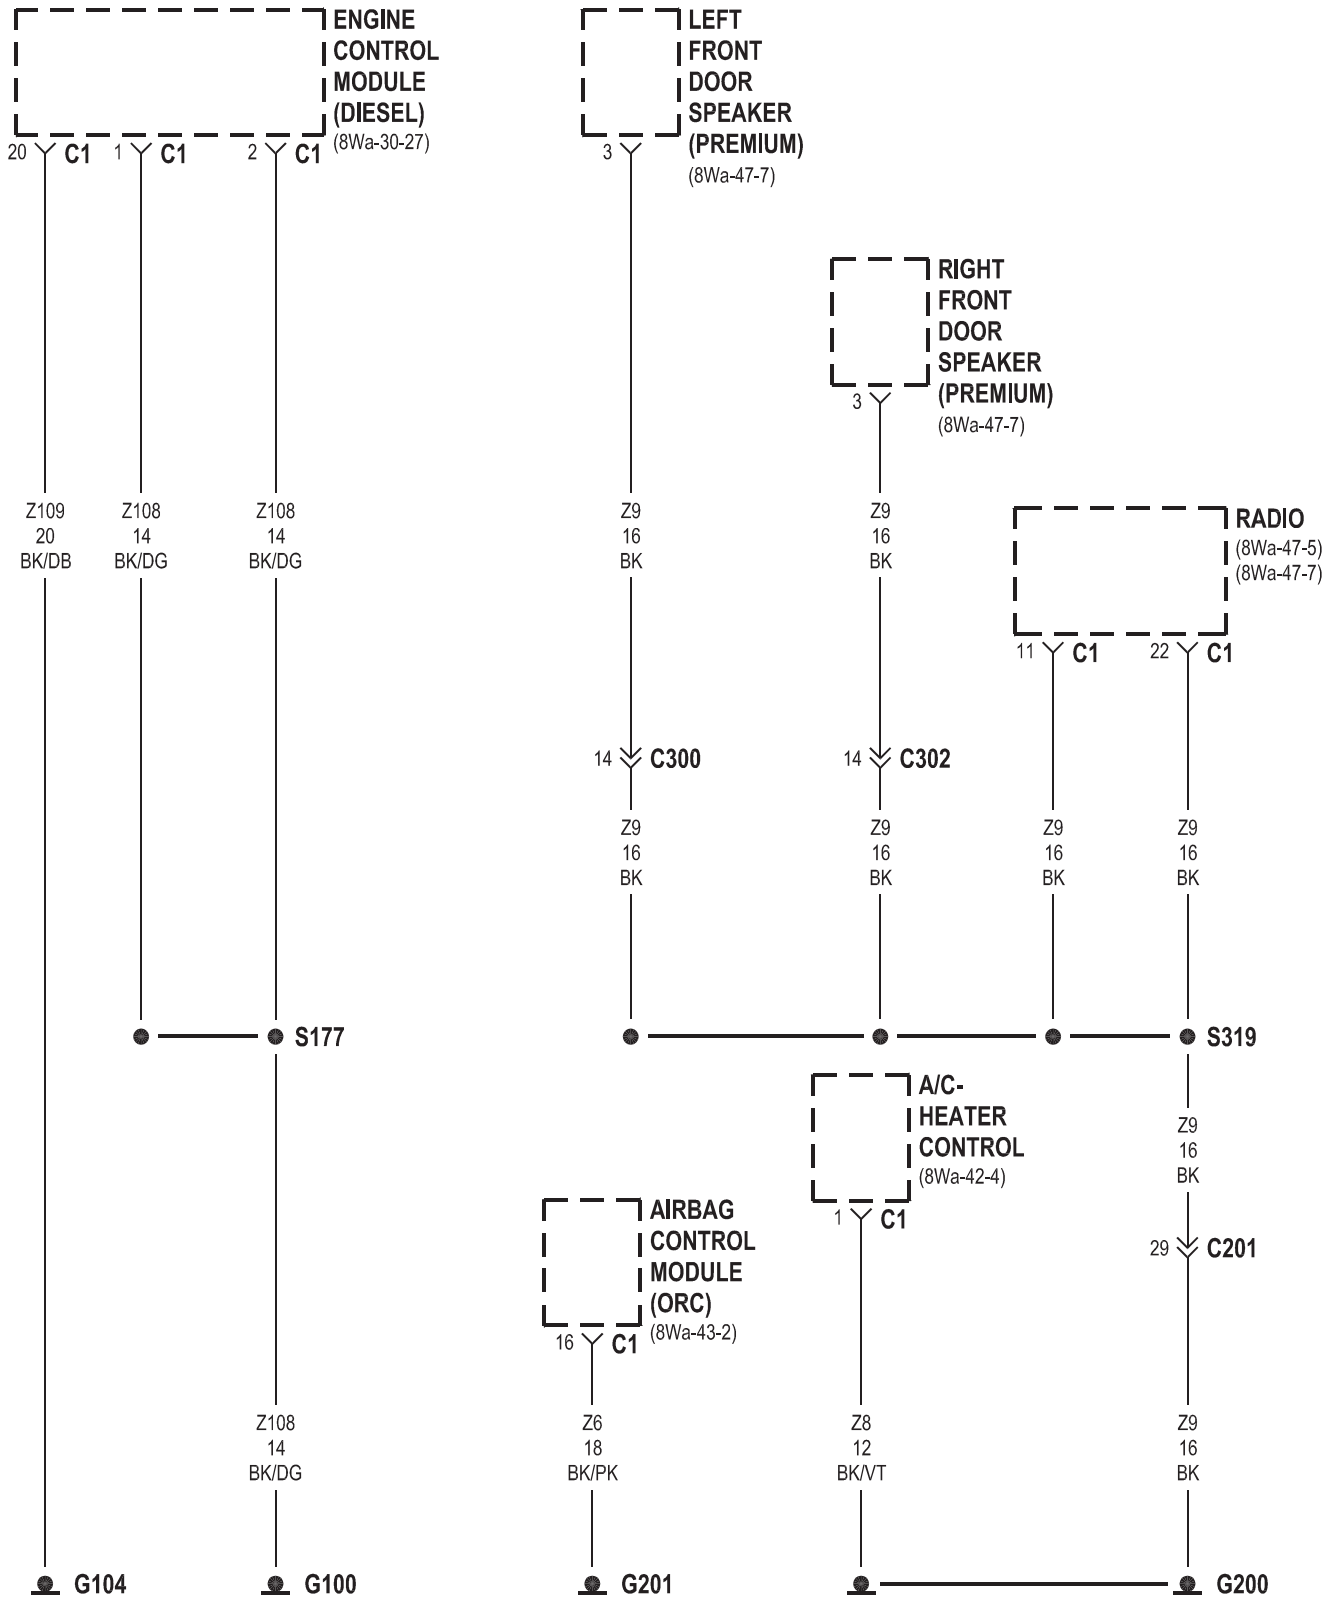 ENGINE
CONTROL
MODULE
(DIESEL)
(8Wa-30-27)
20 C1
1 C1
2 C1
LEFT
FRONT
DOOR
SPEAKER
(PREMIUM)
(8Wa-47-7)
3
RIGHT
FRONT
DOOR
SPEAKER
(PREMIUM)
(8Wa-47-7)
3
Z109
20
BK/DB
Z108
14
BK/DG
Z108
14
BK/DG
Z9
16
BK
Z9
16
BK
RADIO
(8Wa-47-5)
(8Wa-47-7)
11 C1
22 C1
14 C300
14 C302
Z9
16
BK
Z9
16
BK
Z9
16
BK
Z9
16
BK
S177
S319
A/C-
HEATER
CONTROL
(8Wa-42-4)
1 C1
Z9
16
BK
AIRBAG
CONTROL
MODULE
(ORC)
(8Wa-43-2)
16 C1
29 C201
Z108
14
BK/DG
Z6
18
BK/PK
Z8
12
BK/VT
Z9
16
BK
G104
G100
G201
G200